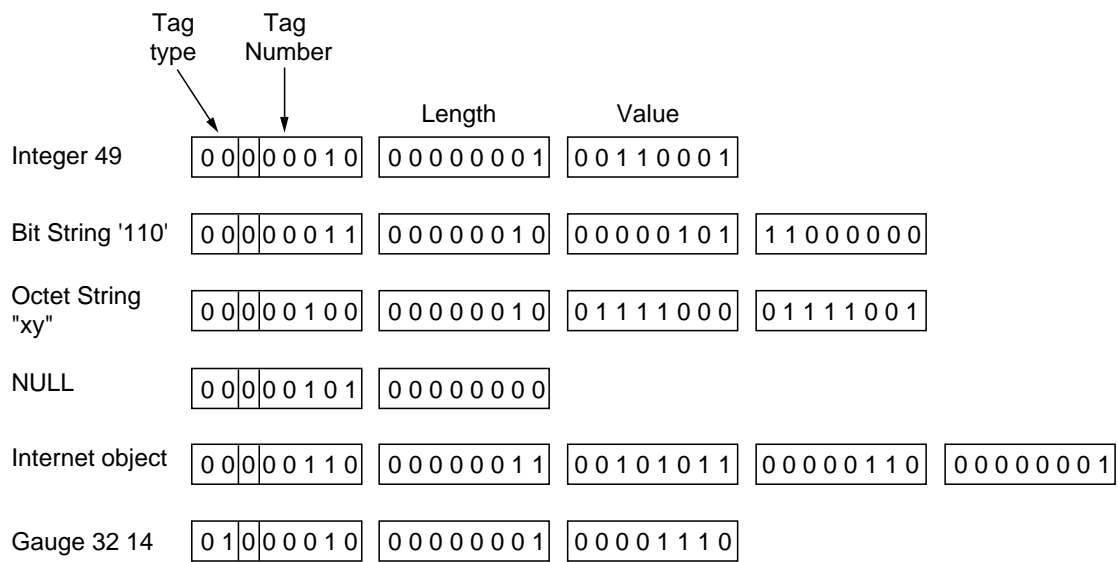 Tag type
Tag Number
Length
Value
Integer 49 0 0 0 0 0 0 1 0 0 0 0 0 0 0 0 1 0 0 1 1 0 0 0 1
Bit String '110' 0 0 0 0 0 0 1 1 0 0 0 0 0 0 1 0 0 0 0 0 0 1 0 1 1 1 0 0 0 0 0 0
Octet String "xy" 0 0 0 0 0 1 0 0 0 0 0 0 0 0 1 0 0 1 1 1 1 0 0 0 0 1 1 1 1 0 0 1
NULL 0 0 0 0 0 1 0 1 0 0 0 0 0 0 0 0
Internet object 0 0 0 0 0 1 1 0 0 0 0 0 0 0 1 1 0 0 1 0 1 0 1 1 0 0 0 0 0 1 1 0 0 0 0 0 0 0 0 1
Gauge 32 14 0 1 0 0 0 0 1 0 0 0 0 0 0 0 0 1 0 0 0 0 1 1 1 0